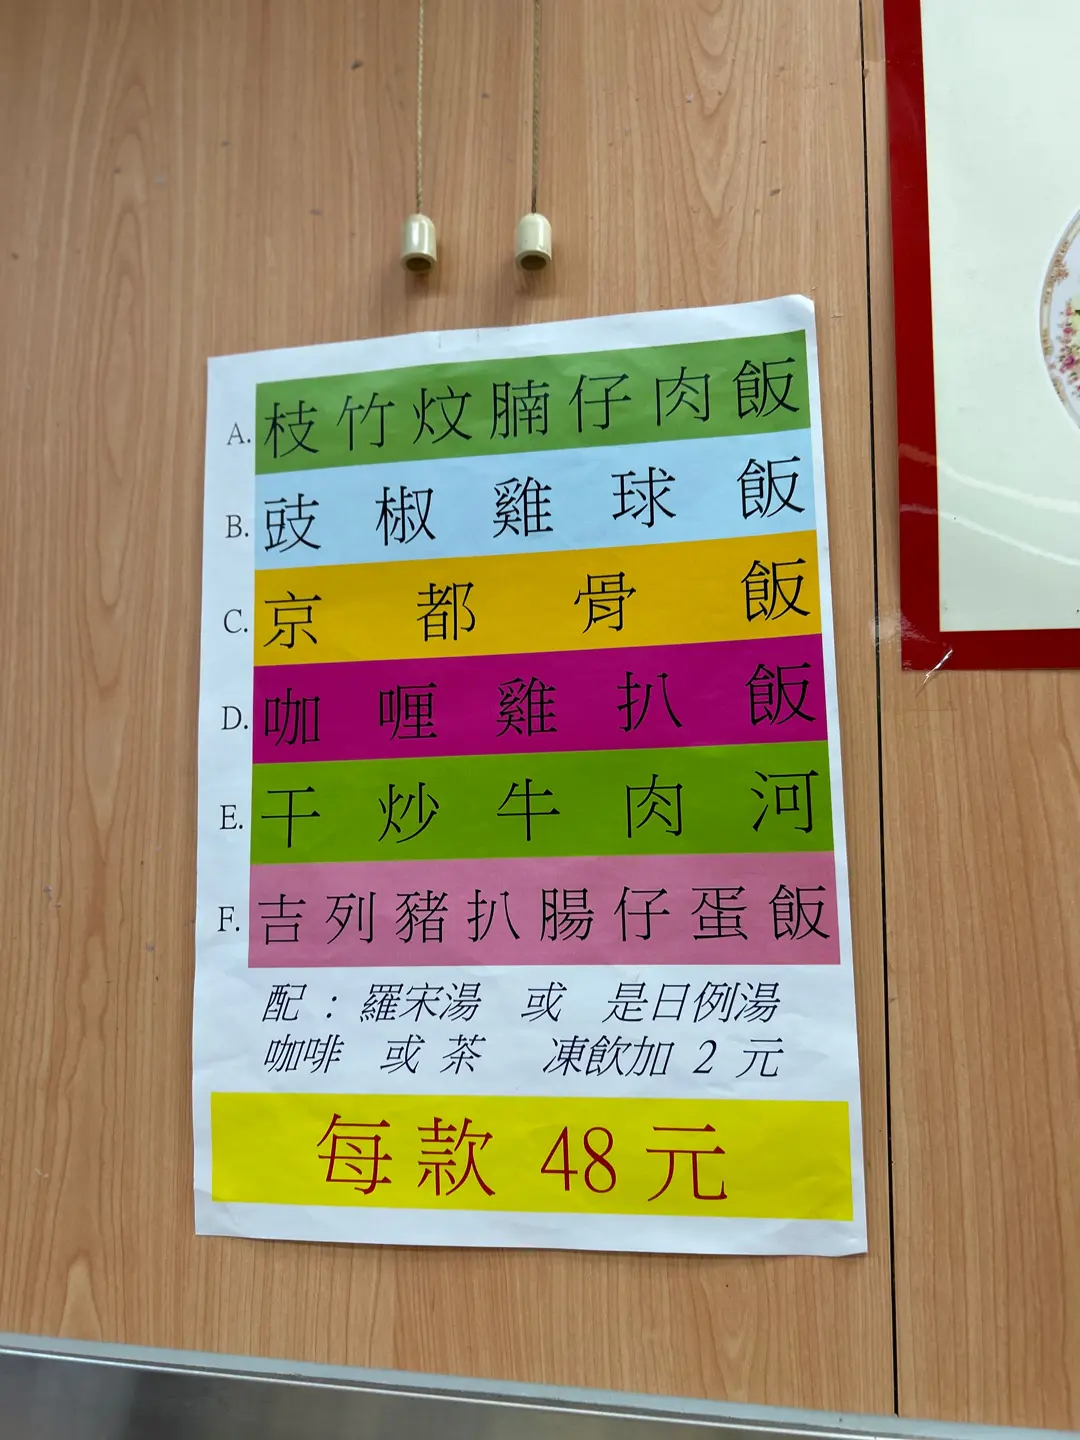 A. 枝竹炆腩仔肉飯
B. 豉椒雞球飯
C. 京都骨飯
D. 咖喱雞扒飯
E. 干炒牛肉河
F. 吉列豬扒腸仔蛋飯
配：羅宋湯 或 是日例湯
咖啡 或 茶 凍飲加 2 元
每款 48 元